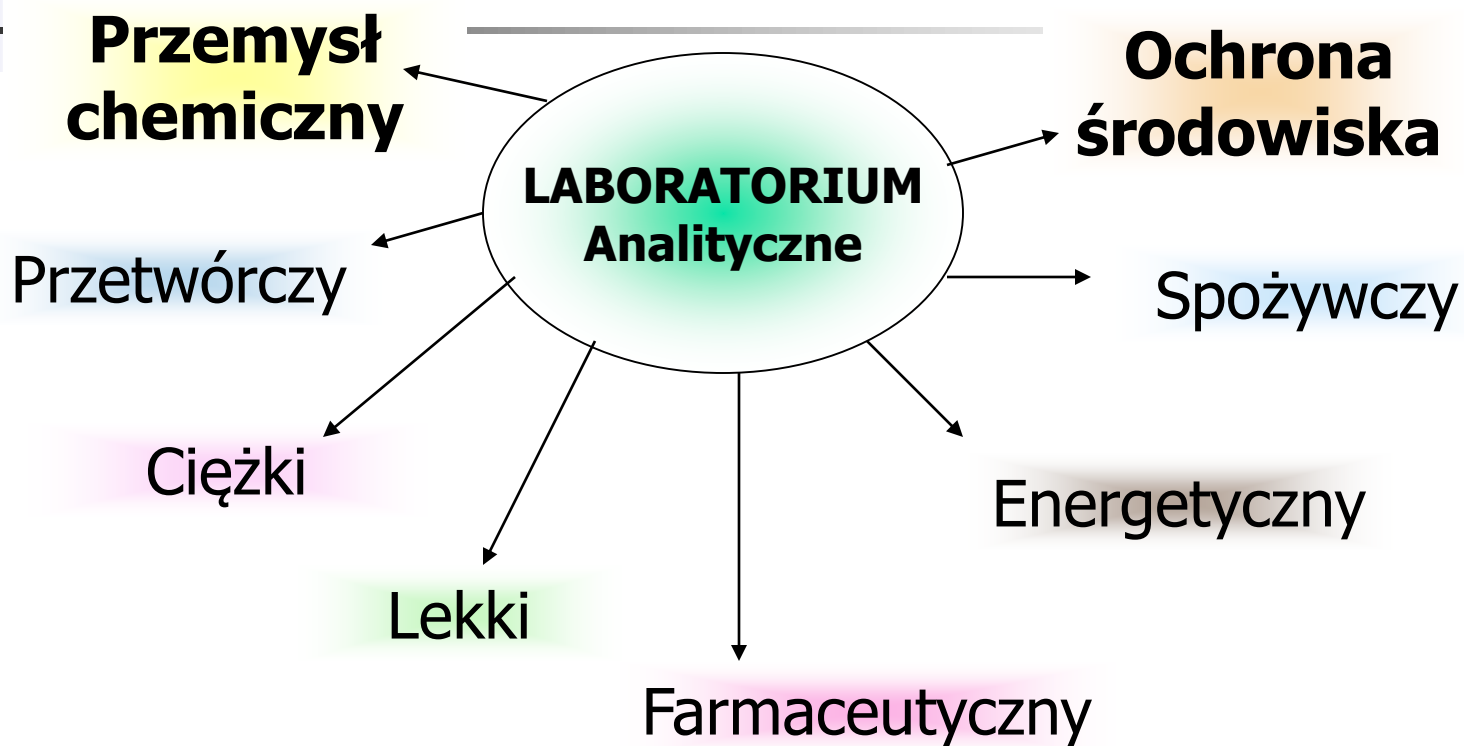 Przemysł
chemiczny
Ochrona
środowiska
LABORATORIUM
Analityczne
Przetwórczy
Spożywczy
Ciężki
Energetyczny
Lekki
Farmaceutyczny